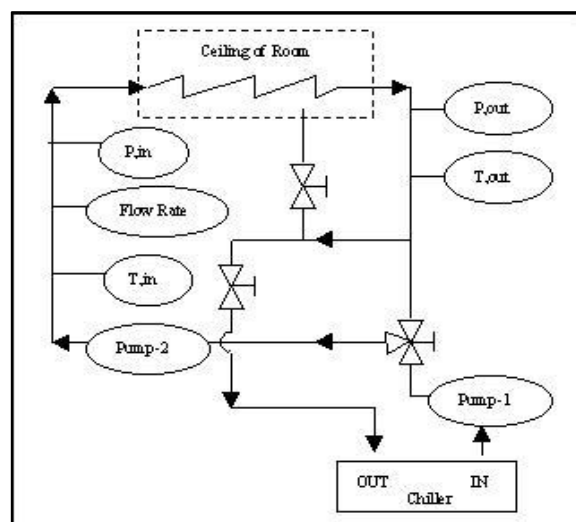 Ceiling of Room
P,out
P,in
T,out
Flow Rate
T,in
Pump-2
Pump-1
OUT IN
Chiller